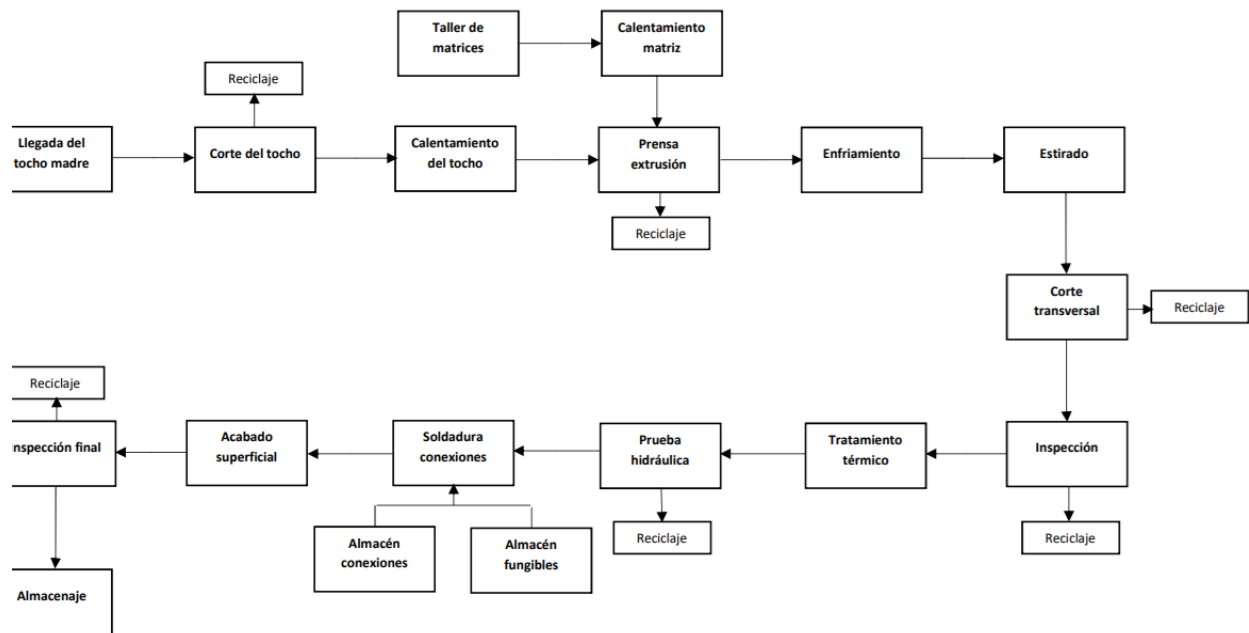 Taller de
matrices
Calentamiento
matriz
Reciclaje
Llegada del
tocho madre
Corte del tocho
Calentamiento
del tocho
Prensa
extrusión
Enfriamiento
Estirado
Reciclaje
Corte
transversal
Reciclaje
Reciclaje
Inspección final
Acabado
superficial
Soldadura
conexiones
Prueba
hidráulica
Tratamiento
térmico
Inspección
Almacén
conexiones
Almacén
fungibles
Reciclaje
Reciclaje
Almacenaje